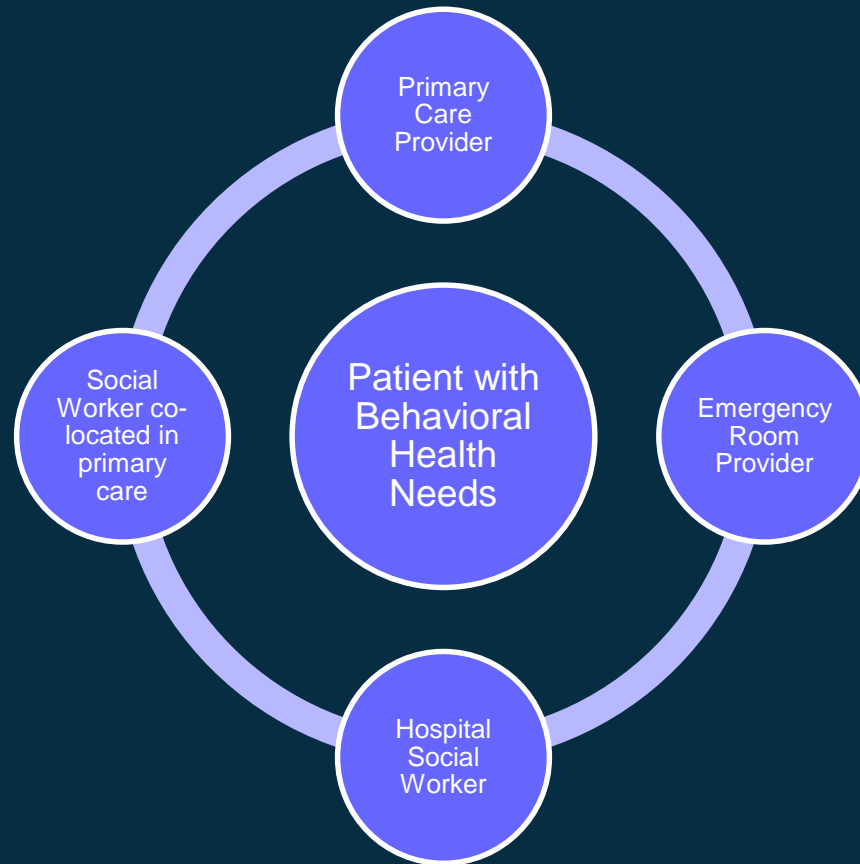 Primary
Care
Provider
Social
Worker co-
located in
primary
care
Patient with
Behavioral
Health
Needs
Emergency
Room
Provider
Hospital
Social
Worker